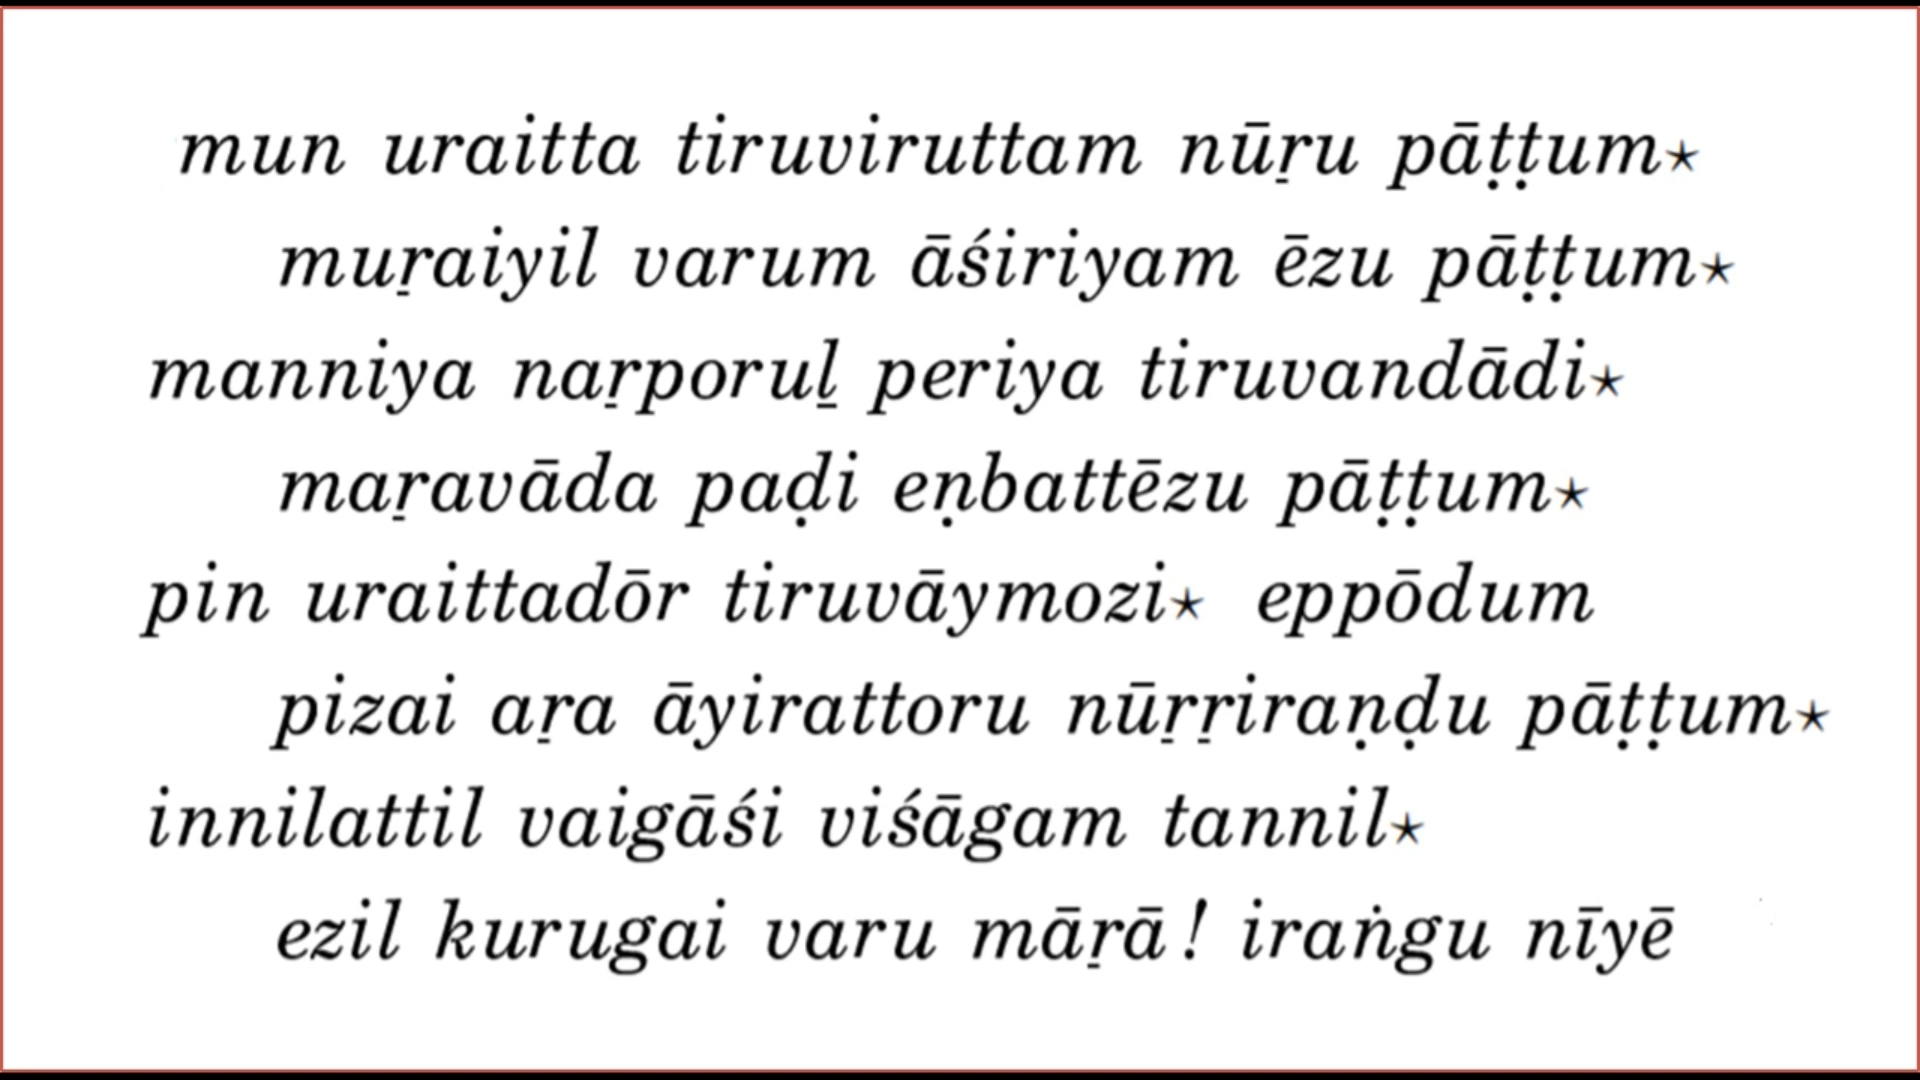 mun uraitta tiruviruttam nūṟu pāṭṭum⋆
muṟaiyil varum āśiriyam ēzu pāṭṭum⋆
manniya naṟporuḻ periya tiruvandādi⋆
maṟavāda paḍi eṇbattēzu pāṭṭum⋆
pin uraittadōr tiruvāymozi⋆ eppōdum
pizai aṟa āyirattoru nūṟṟiraṇḍu pāṭṭum⋆
innilattil vaigāśi viśāgam tannil⋆
ezil kurugai varu māṟā! iraṅgu nīyē